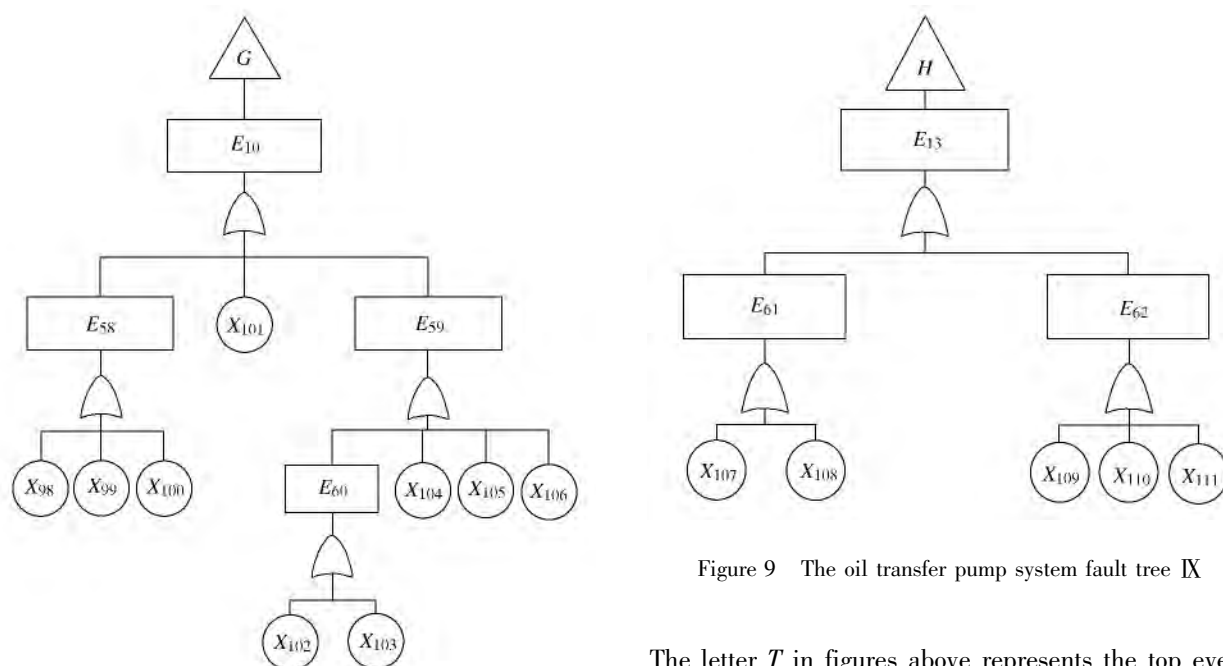 G
E10
E58
X101
E59
X98
X99
X100
E60
X104
X105
X106
X102
X103
H
E13
E61
E62
X107
X108
X109
X110
X111
Figure 9 The oil transfer pump system fault tree Ⅸ
The letter T in figures above represents the top eve